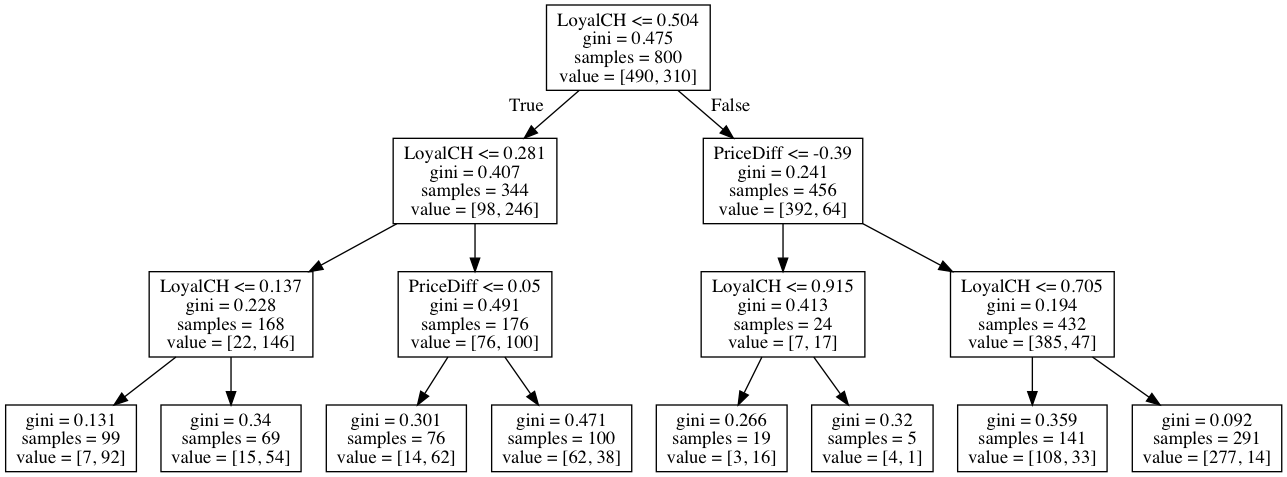 LoyalCH <= 0.504
gini = 0.475
samples = 800
value = [490, 310]
True
False
LoyalCH <= 0.281
gini = 0.407
samples = 344
value = [98, 246]
PriceDiff <= -0.39
gini = 0.241
samples = 456
value = [392, 64]
LoyalCH <= 0.137
gini = 0.228
samples = 168
value = [22, 146]
PriceDiff <= 0.05
gini = 0.491
samples = 176
value = [76, 100]
LoyalCH <= 0.915
gini = 0.413
samples = 24
value = [7, 17]
LoyalCH <= 0.705
gini = 0.194
samples = 432
value = [385, 47]
gini = 0.131
samples = 99
value = [7, 92]
gini = 0.34
samples = 69
value = [15, 54]
gini = 0.301
samples = 76
value = [14, 62]
gini = 0.471
samples = 100
value = [62, 38]
gini = 0.266
samples = 19
value = [3, 16]
gini = 0.32
samples = 5
value = [4, 1]
gini = 0.359
samples = 141
value = [108, 33]
gini = 0.092
samples = 291
value = [277, 14]